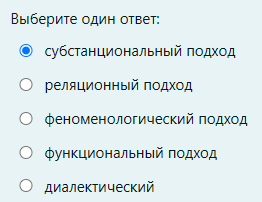 Выберите один ответ:
субстанциональный подход
реляционный подход
феноменологический подход
функциональный подход
диалектический